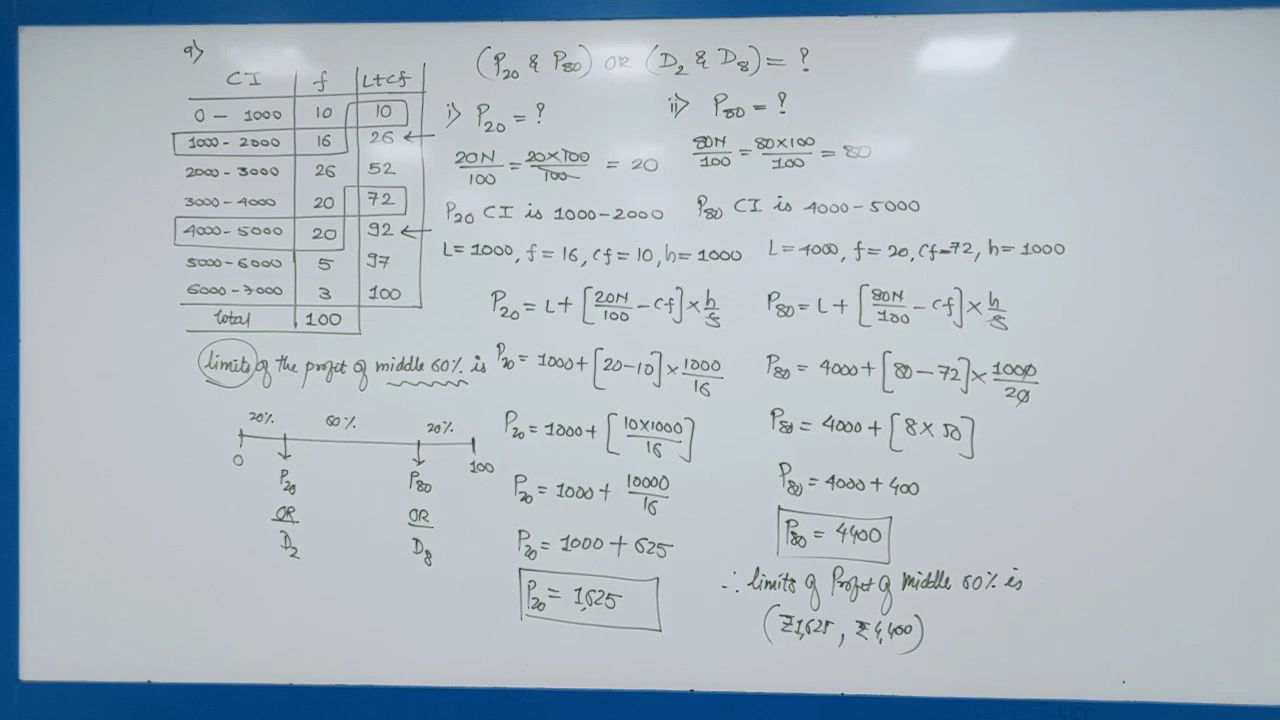 9)
CI f L+cf
0 - 1000 10 10
1000 - 2000 16 26 ←
2000 - 3000 26 52
3000 - 4000 20 72
4000 - 5000 20 92 ←
5000 - 6000 5 97
6000 - 7000 3 100
total 100
limits of the profit of middle 60% is
20% 60% 20%
0 100
P20 P80
OR OR
D2 D8
(P20 & P80) OR (D2 & D8) = ?
i) P20 = ?
20N/100 = 20×100/100 = 20
P20 CI is 1000-2000
L = 1000, f = 16, cf = 10, h = 1000
P20 = L + [20N/100 - cf] × h/f
P20 = 1000 + [20-10] × 1000/16
P20 = 1000 + [10×1000/16]
P20 = 1000 + 10000/16
P20 = 1000 + 625
P20 = 1,625
ii) P80 = ?
80N/100 = 80×100/100 = 80
P80 CI is 4000-5000
L = 4000, f = 20, cf = 72, h = 1000
P80 = L + [80N/100 - cf] × h/f
P80 = 4000 + [80 - 72] × 1000/20
P80 = 4000 + [8 × 50]
P80 = 4000 + 400
P80 = 4400
∴ limits of Profit of middle 60% is
(₹1,625, ₹4,400)